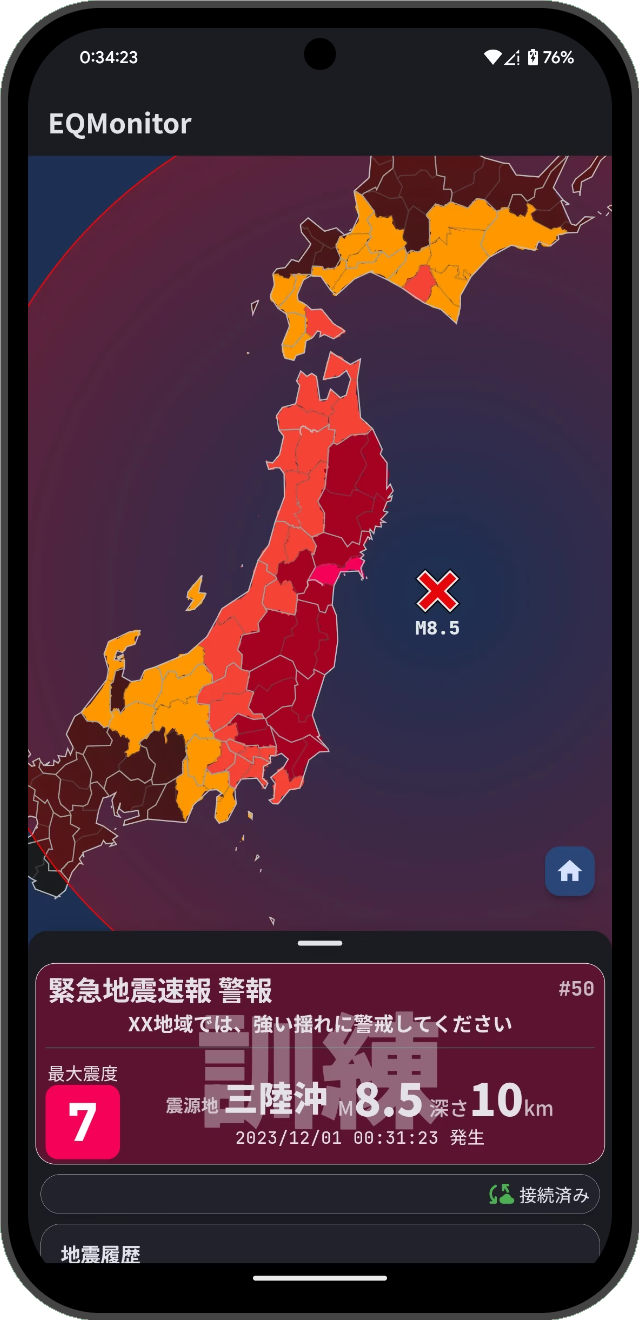 0:34:23
76%
EQMonitor
M8.5
緊急地震速報 警報
#50
XX地域では、強い揺れに警戒してください
訓練
最大震度
7
震源地 三陸沖 M8.5 深さ10km
2023/12/01 00:31:23 発生
接続済み
地震履歴